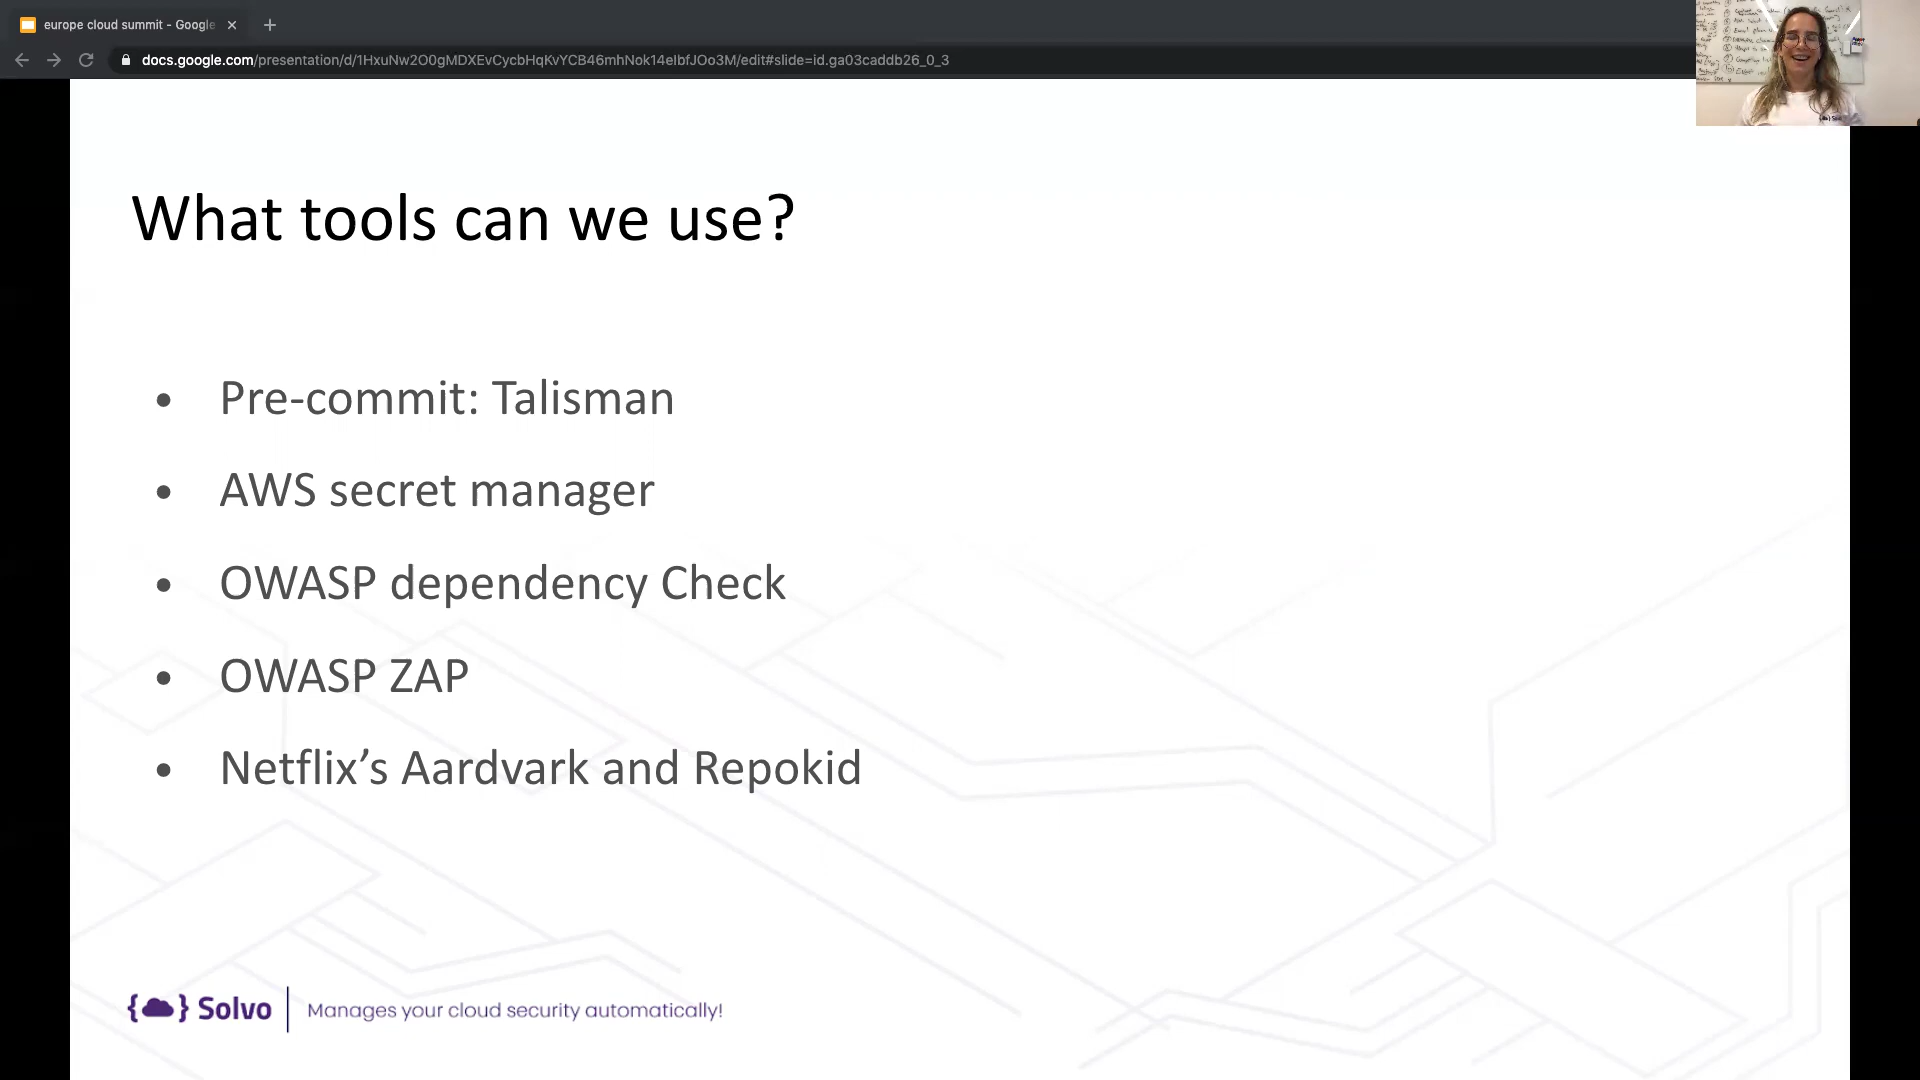 europe cloud summit - Google
docs.google.com/presentation/d/1HxuNw2O0gMDXEvCycbHqKvYCB46mhNok14eIbfJOo3M/edit#slide=id.ga03caddb26_0_3
What tools can we use?
• Pre-commit: Talisman
• AWS secret manager
• OWASP dependency Check
• OWASP ZAP
• Netflix’s Aardvark and Repokid
{ } Solvo | Manages your cloud security automatically!